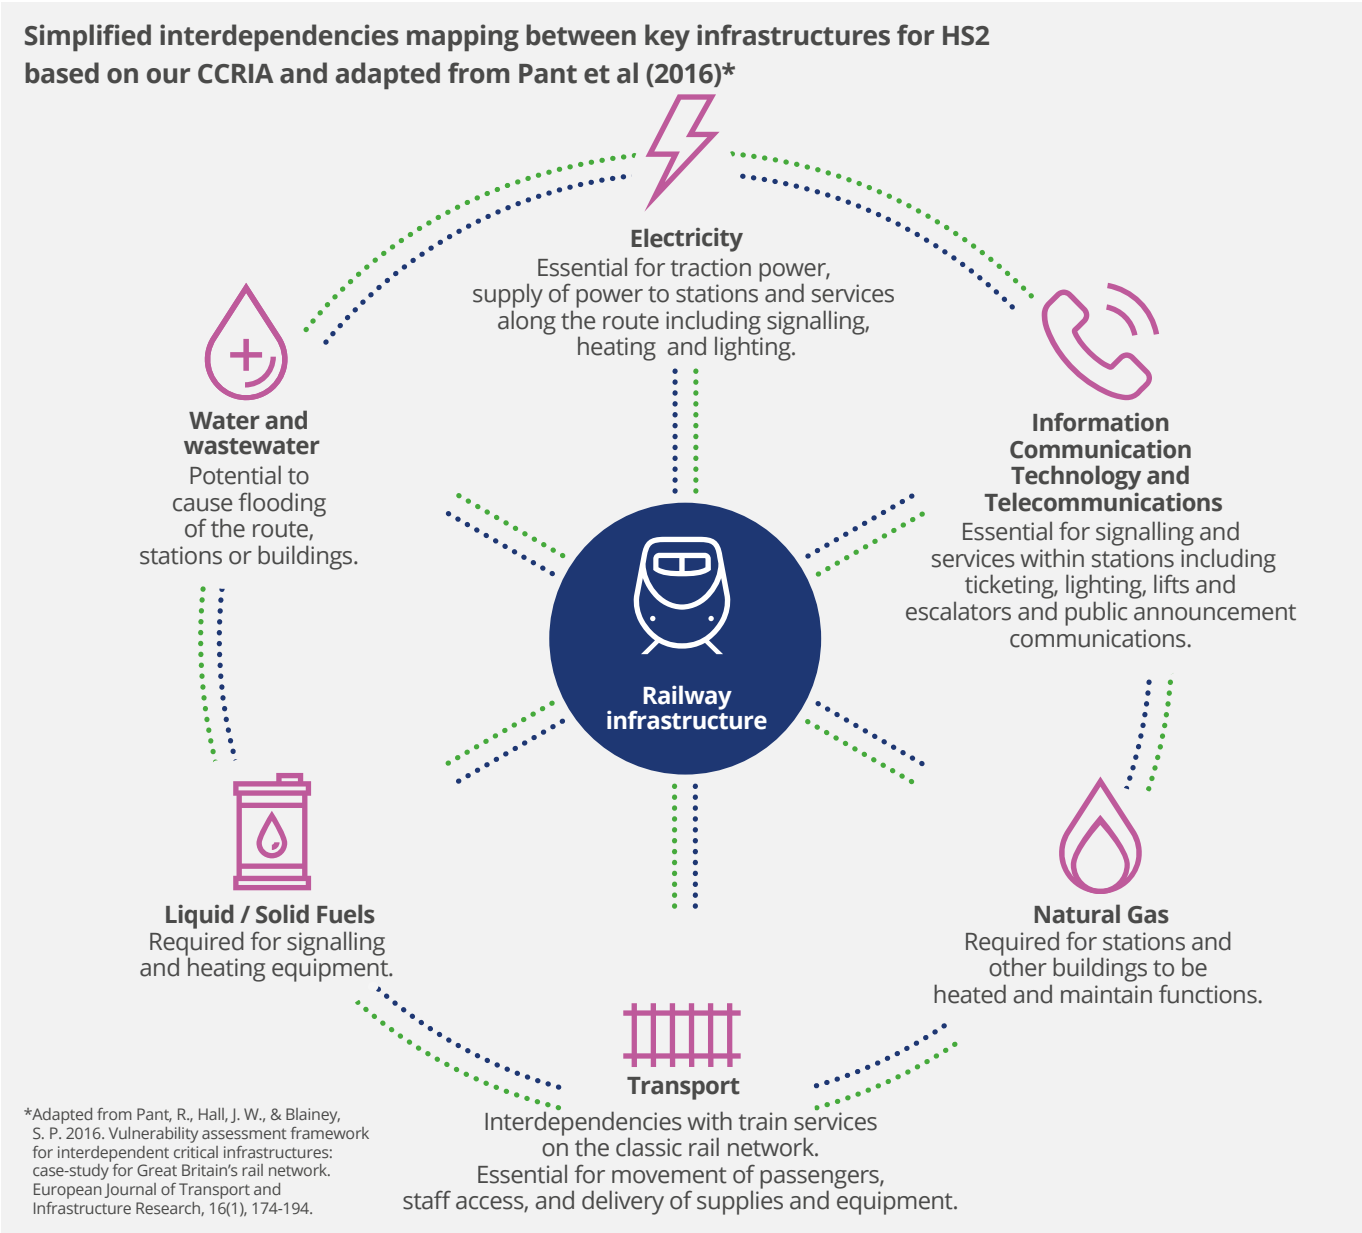 Simplified interdependencies mapping between key infrastructures for HS2
based on our CCRIA and adapted from Pant et al (2016)*
Electricity
Essential for traction power,
supply of power to stations and services
along the route including signalling,
heating and lighting.
Water and
wastewater
Potential to
cause flooding
of the route,
stations or buildings.
Information
Communication
Technology and
Telecommunications
Essential for signalling and
services within stations including
ticketing, lighting, lifts and
escalators and public announcement
communications.
Railway
infrastructure
Liquid / Solid Fuels
Required for signalling
and heating equipment.
Natural Gas
Required for stations and
other buildings to be
heated and maintain functions.
Transport
Interdependencies with train services
on the classic rail network.
Essential for movement of passengers,
staff access, and delivery of supplies and equipment.
*Adapted from Pant, R., Hall, J. W., & Blainey,
S. P. 2016. Vulnerability assessment framework
for interdependent critical infrastructures:
case-study for Great Britain's rail network.
European Journal of Transport and
Infrastructure Research, 16(1), 174-194.